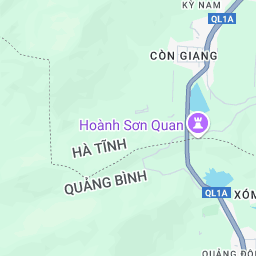 KỲ NAM
QL1A
CÒN GIANG
Hoành Sơn Quan
HÀ TĨNH
QUẢNG BÌNH
QL1A
XÓM
QUẢNG ĐÔ